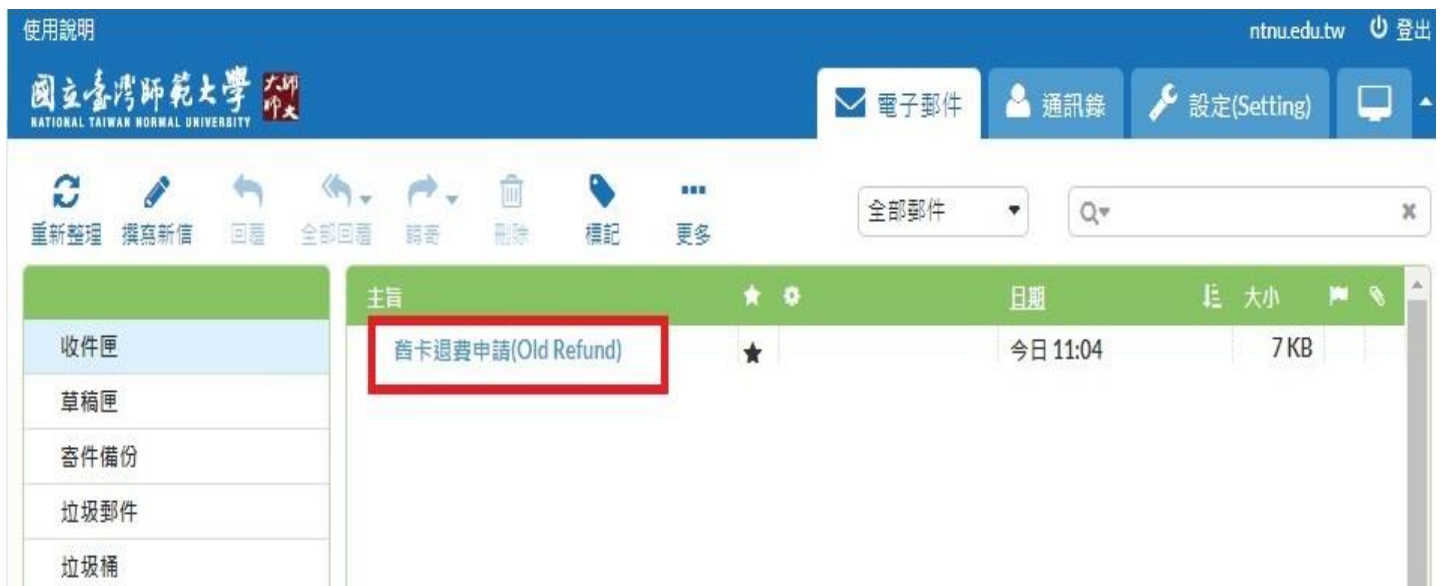 使用說明
ntnu.edu.tw 登出
國立臺灣師範大學 師大
NATIONAL TAIWAN NORMAL UNIVERSITY
電子郵件 通訊錄 設定(Setting)
重新整理 撰寫新信 回覆 全部回覆 轉寄 刪除 標記 更多
全部郵件
主旨 日期 大小
收件匣
舊卡退費申請(Old Refund) 今日 11:04 7 KB
草稿匣
寄件備份
垃圾郵件
垃圾桶